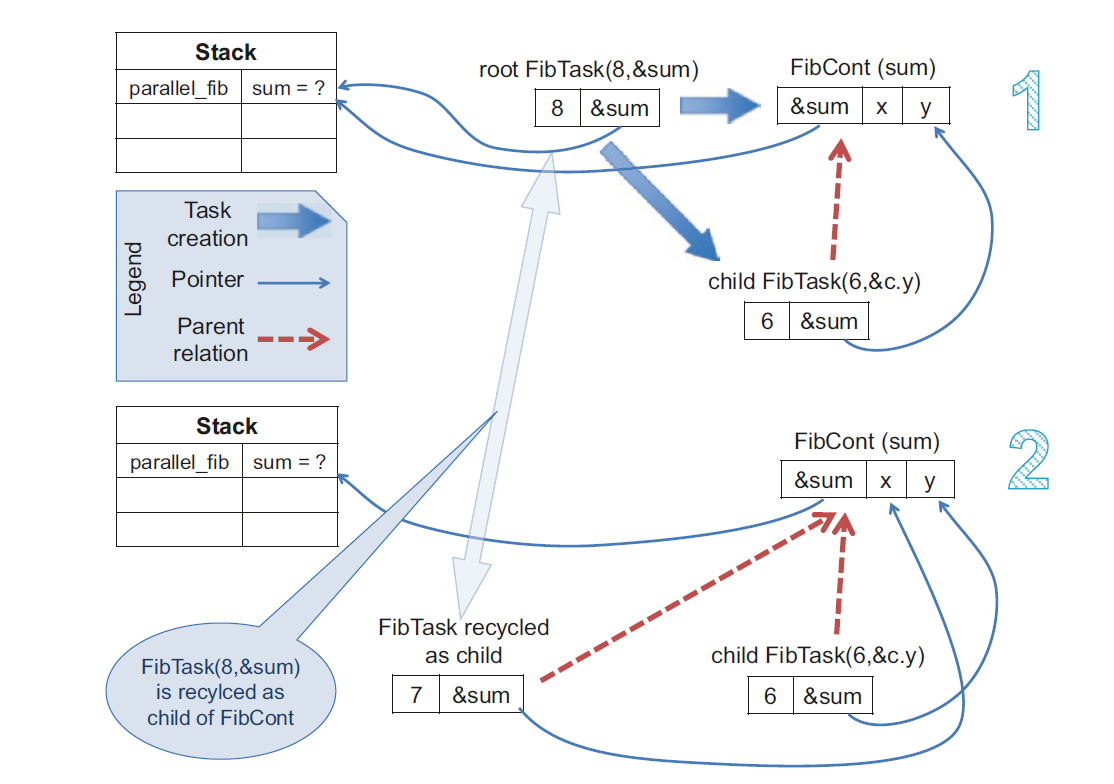 Stack
parallel_fib sum = ?
root FibTask(8,&sum)
8 &sum
FibCont (sum)
&sum x y
1
Legend
Task
creation
Pointer
Parent
relation
child FibTask(6,&c.y)
6 &sum
Stack
parallel_fib sum = ?
FibCont (sum)
&sum x y
2
FibTask recycled
as child
7 &sum
child FibTask(6,&c.y)
6 &sum
FibTask(8,&sum)
is recylced as
child of FibCont